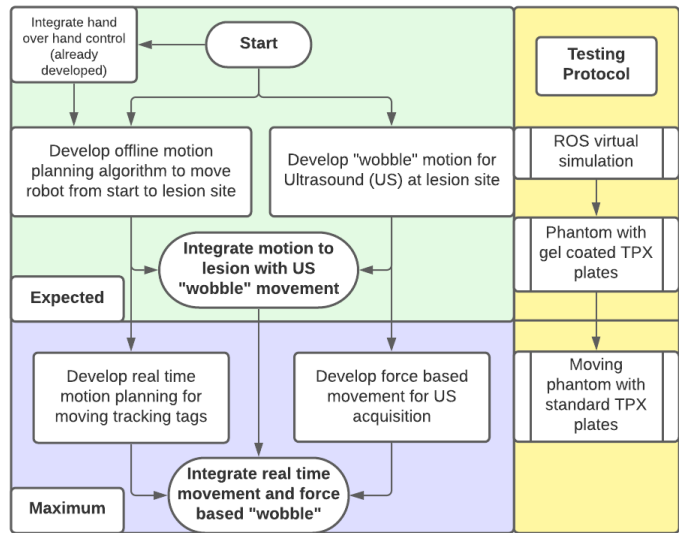 Integrate hand
over hand control
(already
developed)
Start
Testing
Protocol
Develop offline motion
planning algorithm to move
robot from start to lesion site
Develop "wobble" motion for
Ultrasound (US) at lesion site
ROS virtual
simulation
Integrate motion to
lesion with US
"wobble" movement
Phantom with
gel coated TPX
plates
Expected
Develop real time
motion planning for
moving tracking tags
Develop force based
movement for US
acquisition
Moving
phantom with
standard TPX
plates
Integrate real time
movement and force
based "wobble"
Maximum